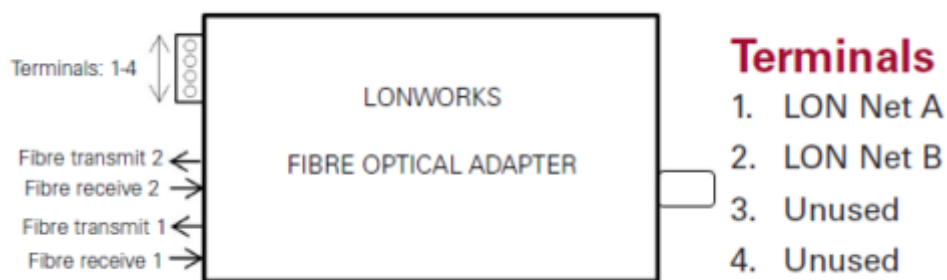 Terminals: 1-4
LONWORKS
FIBRE OPTICAL ADAPTER
Fibre transmit 2
Fibre receive 2
Fibre transmit 1
Fibre receive 1
Terminals
1. LON Net A
2. LON Net B
3. Unused
4. Unused